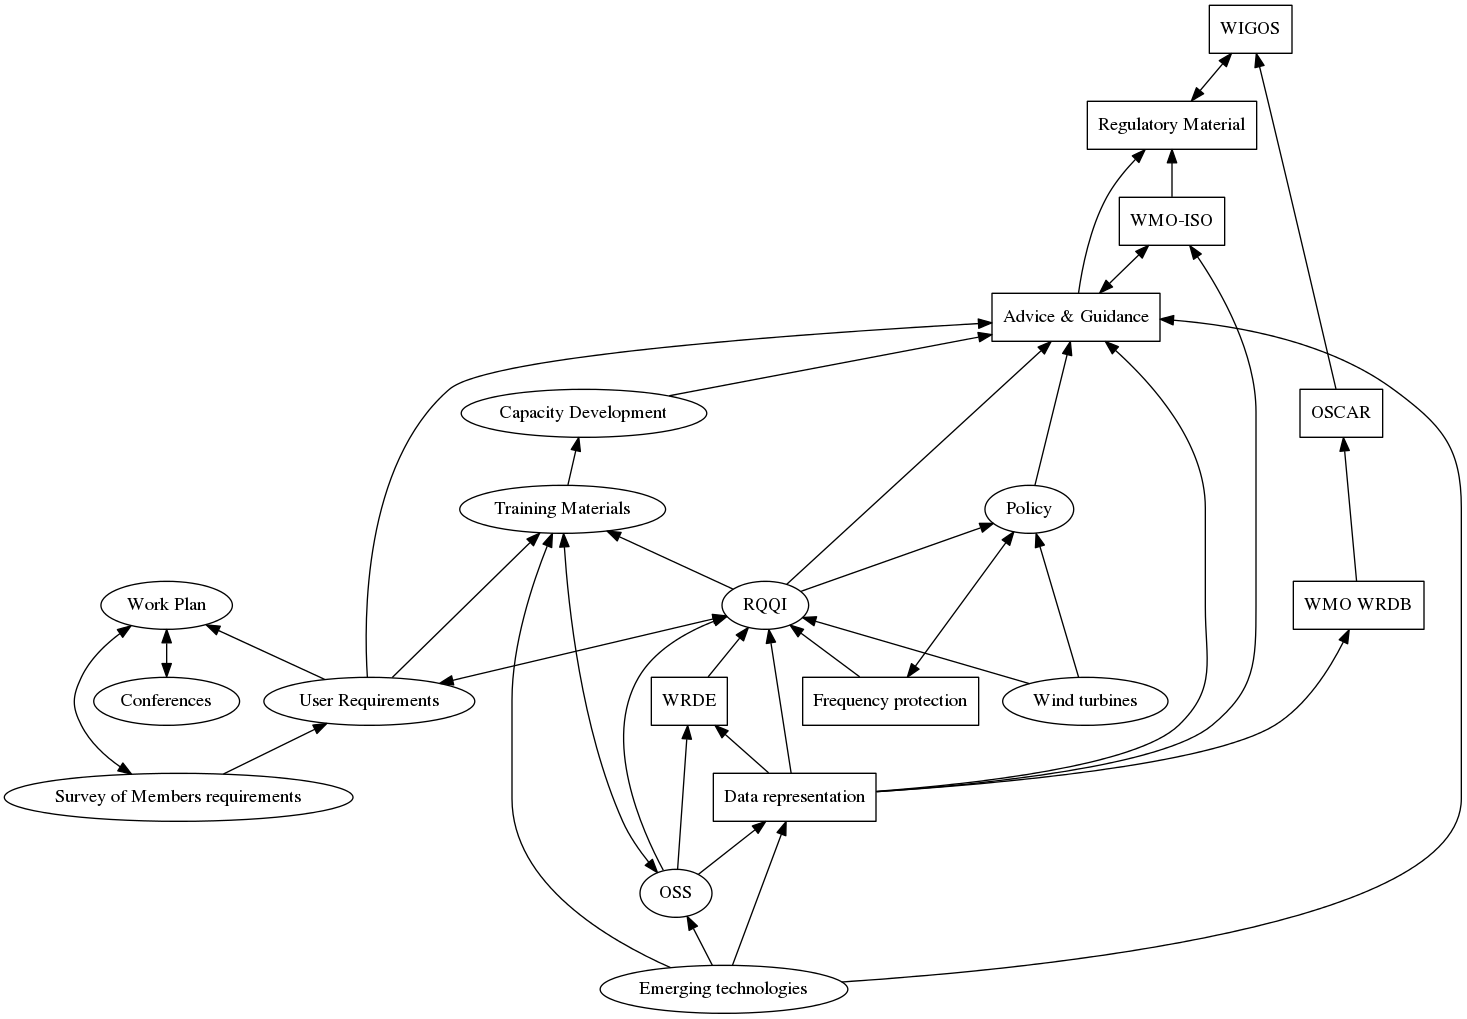 WIGOS
Regulatory Material
WMO-ISO
Advice & Guidance
Capacity Development
OSCAR
Training Materials
Policy
Work Plan
RQQI
WMO WRDB
Conferences
User Requirements
WRDE
Frequency protection
Wind turbines
Survey of Members requirements
Data representation
OSS
Emerging technologies